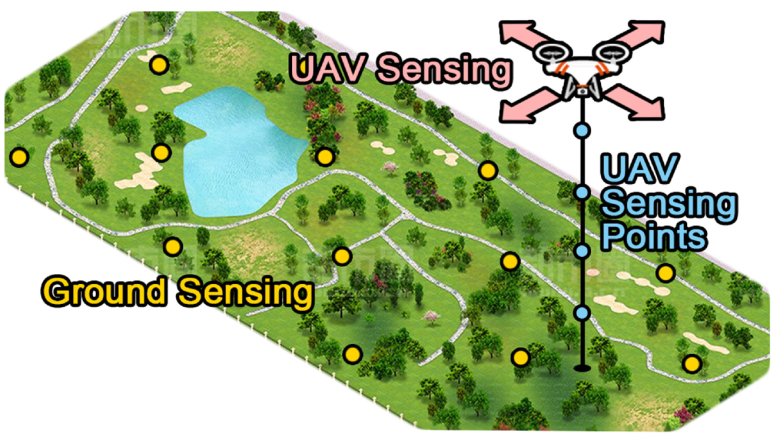 UAV Sensing
UAV
Sensing
Points
Ground Sensing